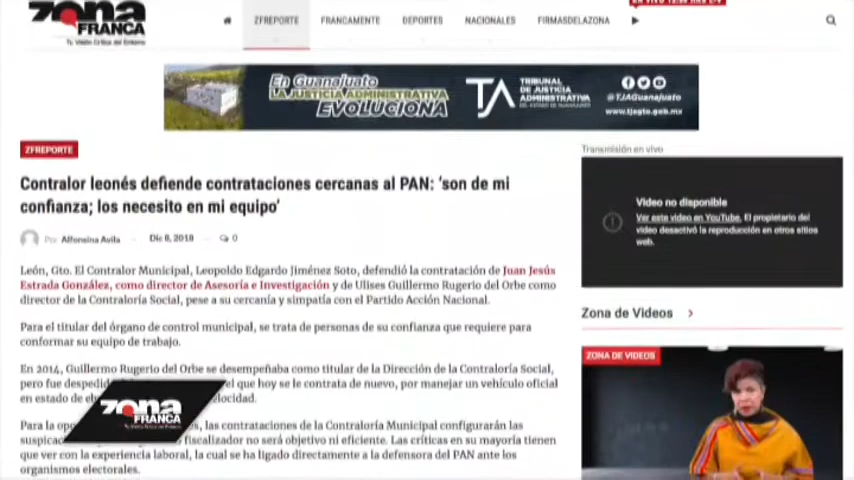 ZONA
FRANCA
Tu Visión Crítica del Entorno
ZFREPORTE
FRANCAMENTE
DEPORTES
NACIONALES
FIRMASDELAZONA
En Guanajuato
LA JUSTICIA ADMINISTRATIVA
EVOLUCIONA
TJA
TRIBUNAL
DE JUSTICIA
ADMINISTRATIVA
@TJAGuanajuato
www.tjagto.gob.mx
ZFREPORTE
Contralor leonés defiende contrataciones cercanas al PAN: ‘son de mi
confianza; los necesito en mi equipo’
Por Alfonsina Avila
Dic 8, 2018
0
León, Gto. El Contralor Municipal, Leopoldo Edgardo Jiménez Soto, defendió la contratación de Juan Jesús
Estrada González, como director de Asesoría e Investigación y de Ulises Guillermo Rugerio del Orbe como
director de la Contraloría Social, pese a su cercanía y simpatía con el Partido Acción Nacional.
Para el titular del órgano de control municipal, se trata de personas de su confianza que requiere para
conformar su equipo de trabajo.
En 2014, Guillermo Rugerio del Orbe se desempeñaba como titular de la Dirección de la Contraloría Social,
pero fue despedid el que hoy se le contrata de nuevo, por manejar un vehículo oficial
en estado de elocidad.
Para la opo s, las contrataciones de la Contraloría Municipal configurarán las
suspicac fiscalizador no será objetivo ni eficiente. Las críticas en su mayoría tienen
que ver con la experiencia laboral, la cual se ha ligado directamente a la defensora del PAN ante los
organismos electorales.
Transmisión en vivo
Video no disponible
Ver este video en YouTube. El propietario del
video desactivó la reproducción en otros sitios
web.
Zona de Videos
ZONA DE VIDEOS
ZONA
FRANCA